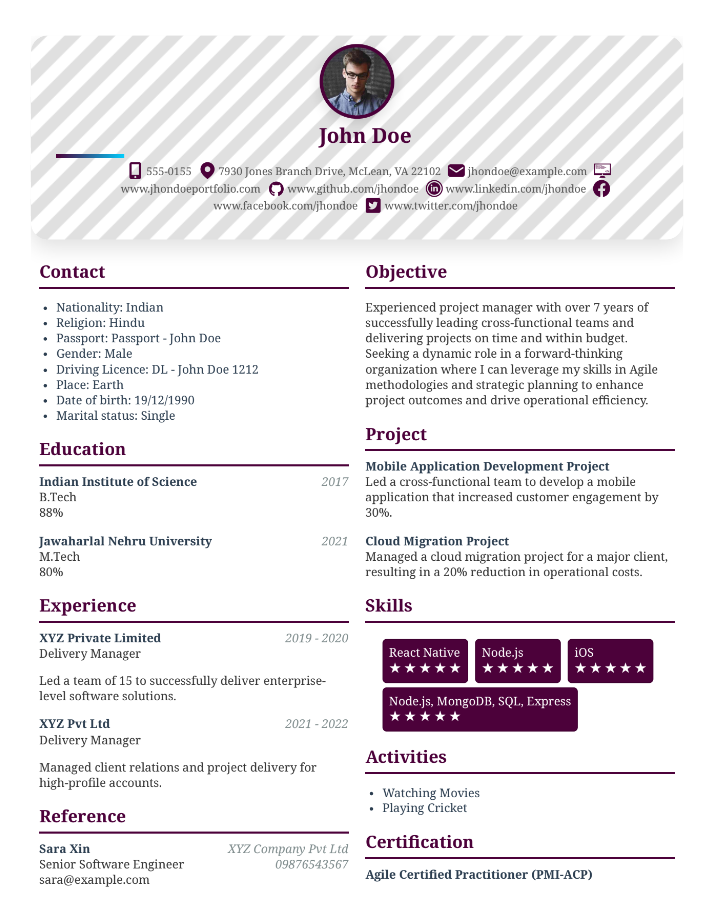 John Doe
555-0155 7930 Jones Branch Drive, McLean, VA 22102 jhondoe@example.com
www.jhondoeportfolio.com www.github.com/jhondoe www.linkedin.com/jhondoe
www.facebook.com/jhondoe www.twitter.com/jhondoe
Contact
• Nationality: Indian
• Religion: Hindu
• Passport: Passport - John Doe
• Gender: Male
• Driving Licence: DL - John Doe 1212
• Place: Earth
• Date of birth: 19/12/1990
• Marital status: Single
Education
Indian Institute of Science 2017
B.Tech
88%
Jawaharlal Nehru University 2021
M.Tech
80%
Experience
XYZ Private Limited 2019 - 2020
Delivery Manager
Led a team of 15 to successfully deliver enterprise-
level software solutions.
XYZ Pvt Ltd 2021 - 2022
Delivery Manager
Managed client relations and project delivery for
high-profile accounts.
Reference
Sara Xin XYZ Company Pvt Ltd
Senior Software Engineer 09876543567
sara@example.com
Objective
Experienced project manager with over 7 years of
successfully leading cross-functional teams and
delivering projects on time and within budget.
Seeking a dynamic role in a forward-thinking
organization where I can leverage my skills in Agile
methodologies and strategic planning to enhance
project outcomes and drive operational efficiency.
Project
Mobile Application Development Project
Led a cross-functional team to develop a mobile
application that increased customer engagement by
30%.
Cloud Migration Project
Managed a cloud migration project for a major client,
resulting in a 20% reduction in operational costs.
Skills
React Native Node.js iOS
★★★★★ ★★★★★ ★★★★★
Node.js, MongoDB, SQL, Express
★★★★★
Activities
• Watching Movies
• Playing Cricket
Certification
Agile Certified Practitioner (PMI-ACP)